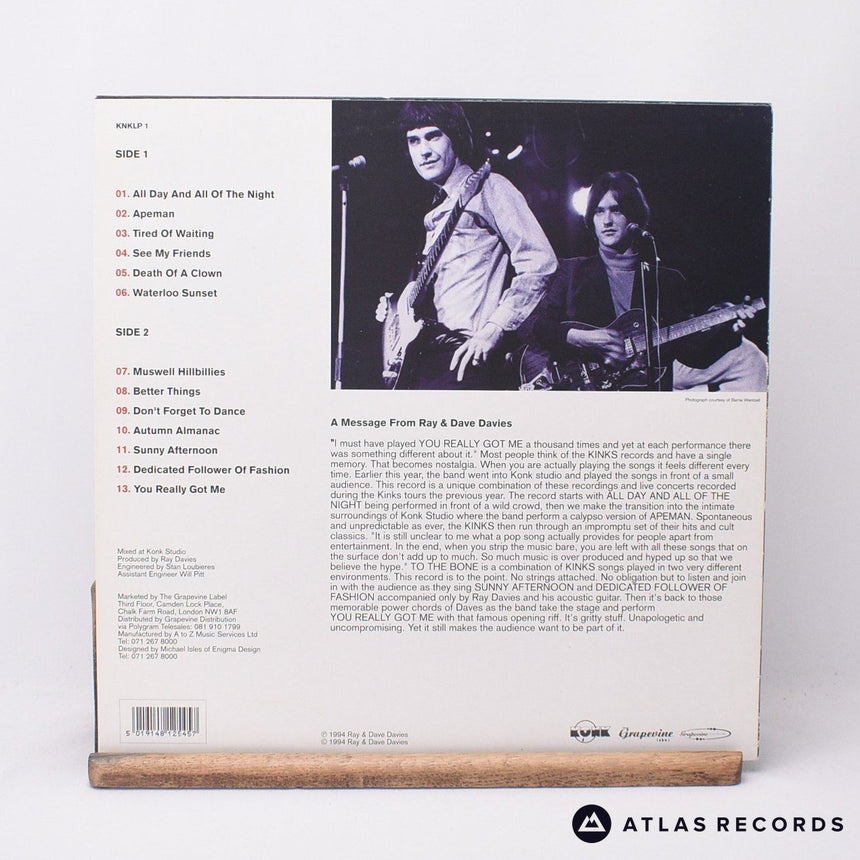 KNKLP 1
SIDE 1
01. All Day And All Of The Night
02. Apeman
03. Tired Of Waiting
04. See My Friends
05. Death Of A Clown
06. Waterloo Sunset
SIDE 2
07. Muswell Hillbillies
08. Better Things
09. Don't Forget To Dance
10. Autumn Almanac
11. Sunny Afternoon
12. Dedicated Follower Of Fashion
13. You Really Got Me
Mixed at Konk Studio
Produced by Ray Davies
Engineered by Stan Loubieres
Assistant Engineer Will Pitt
Marketed by The Grapevine Label
Third Floor, Camden Lock Place,
Chalk Farm Road, London NW1 8AF
Distributed by Grapevine Distribution
via Polygram Telesales: 081 910 1799
Manufactured by A to Z Music Services Ltd
Tel: 071 267 8000
Designed by Michael Isles of Enigma Design
Tel: 071 267 8000
5 019148 125457
Photograph courtesy of Barrie Wentzell
A Message From Ray & Dave Davies
"I must have played YOU REALLY GOT ME a thousand times and yet at each performance there
was something different about it." Most people think of the KINKS records and have a single
memory. That becomes nostalgia. When you are actually playing the songs it feels different every
time. Earlier this year, the band went into Konk studio and played the songs in front of a small
audience. This record is a unique combination of these recordings and live concerts recorded
during the Kinks tours the previous year. The record starts with ALL DAY AND ALL OF THE
NIGHT being performed in front of a wild crowd, then we make the transition into the intimate
surroundings of Konk Studio where the band perform a calypso version of APEMAN. Spontaneous
and unpredictable as ever, the KINKS then run through an impromptu set of their hits and cult
classics. "It is still unclear to me what a pop song actually provides for people apart from
entertainment. In the end, when you strip the music bare, you are left with all these songs that on
the surface don't add up to much. So much music is over produced and hyped up so that we
believe the hype." TO THE BONE is a combination of KINKS songs played in two very different
environments. This record is to the point. No strings attached. No obligation but to listen and join
in with the audience as they sing SUNNY AFTERNOON and DEDICATED FOLLOWER OF
FASHION accompanied only by Ray Davies and his acoustic guitar. Then it's back to those
memorable power chords of Daves as the band take the stage and perform
YOU REALLY GOT ME with that famous opening riff. It's gritty stuff. Unapologetic and
uncompromising. Yet it still makes the audience want to be part of it.
℗ 1994 Ray & Dave Davies
© 1994 Ray & Dave Davies
KONK
Grapevine
label
Grapevine
ATLAS RECORDS